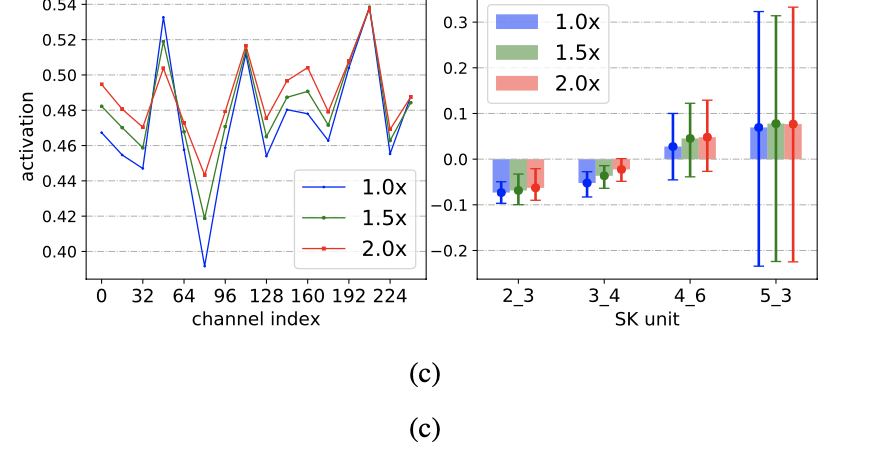 0.54
0.52
0.50
0.48
0.46
0.44
0.42
0.40
activation
1.0x
1.5x
2.0x
0 32 64 96 128 160 192 224
channel index
0.3
0.2
0.1
0.0
−0.1
−0.2
1.0x
1.5x
2.0x
2_3 3_4 4_6 5_3
SK unit
(c)
(c)